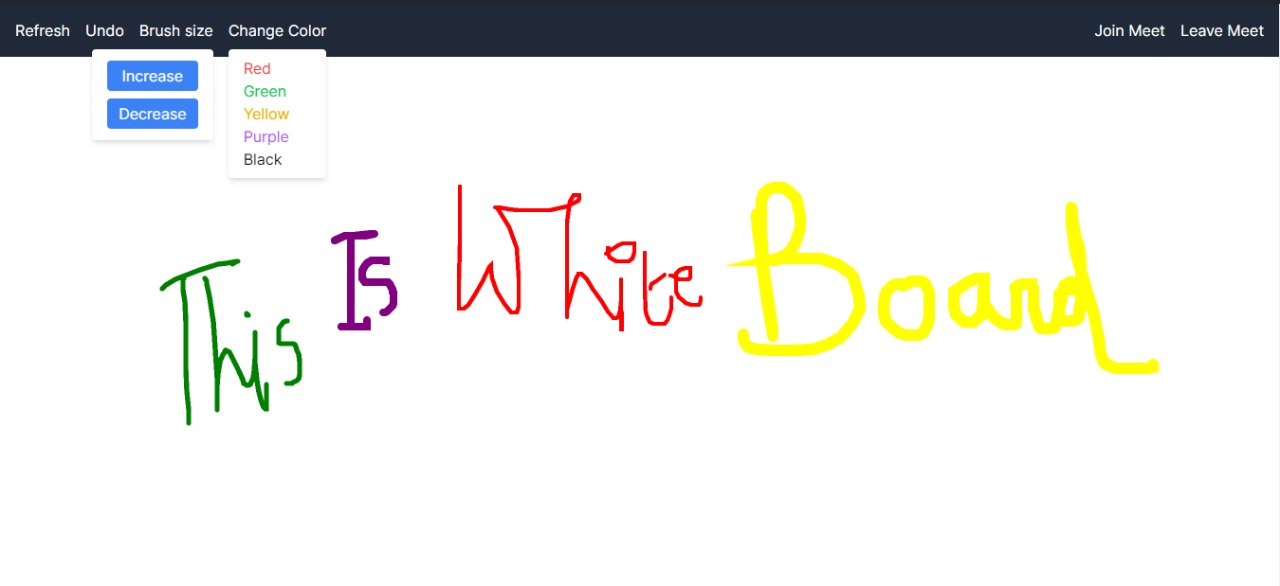 Refresh Undo Brush size Change Color Join Meet Leave Meet
Increase
Decrease
Red
Green
Yellow
Purple
Black
This Is White Board